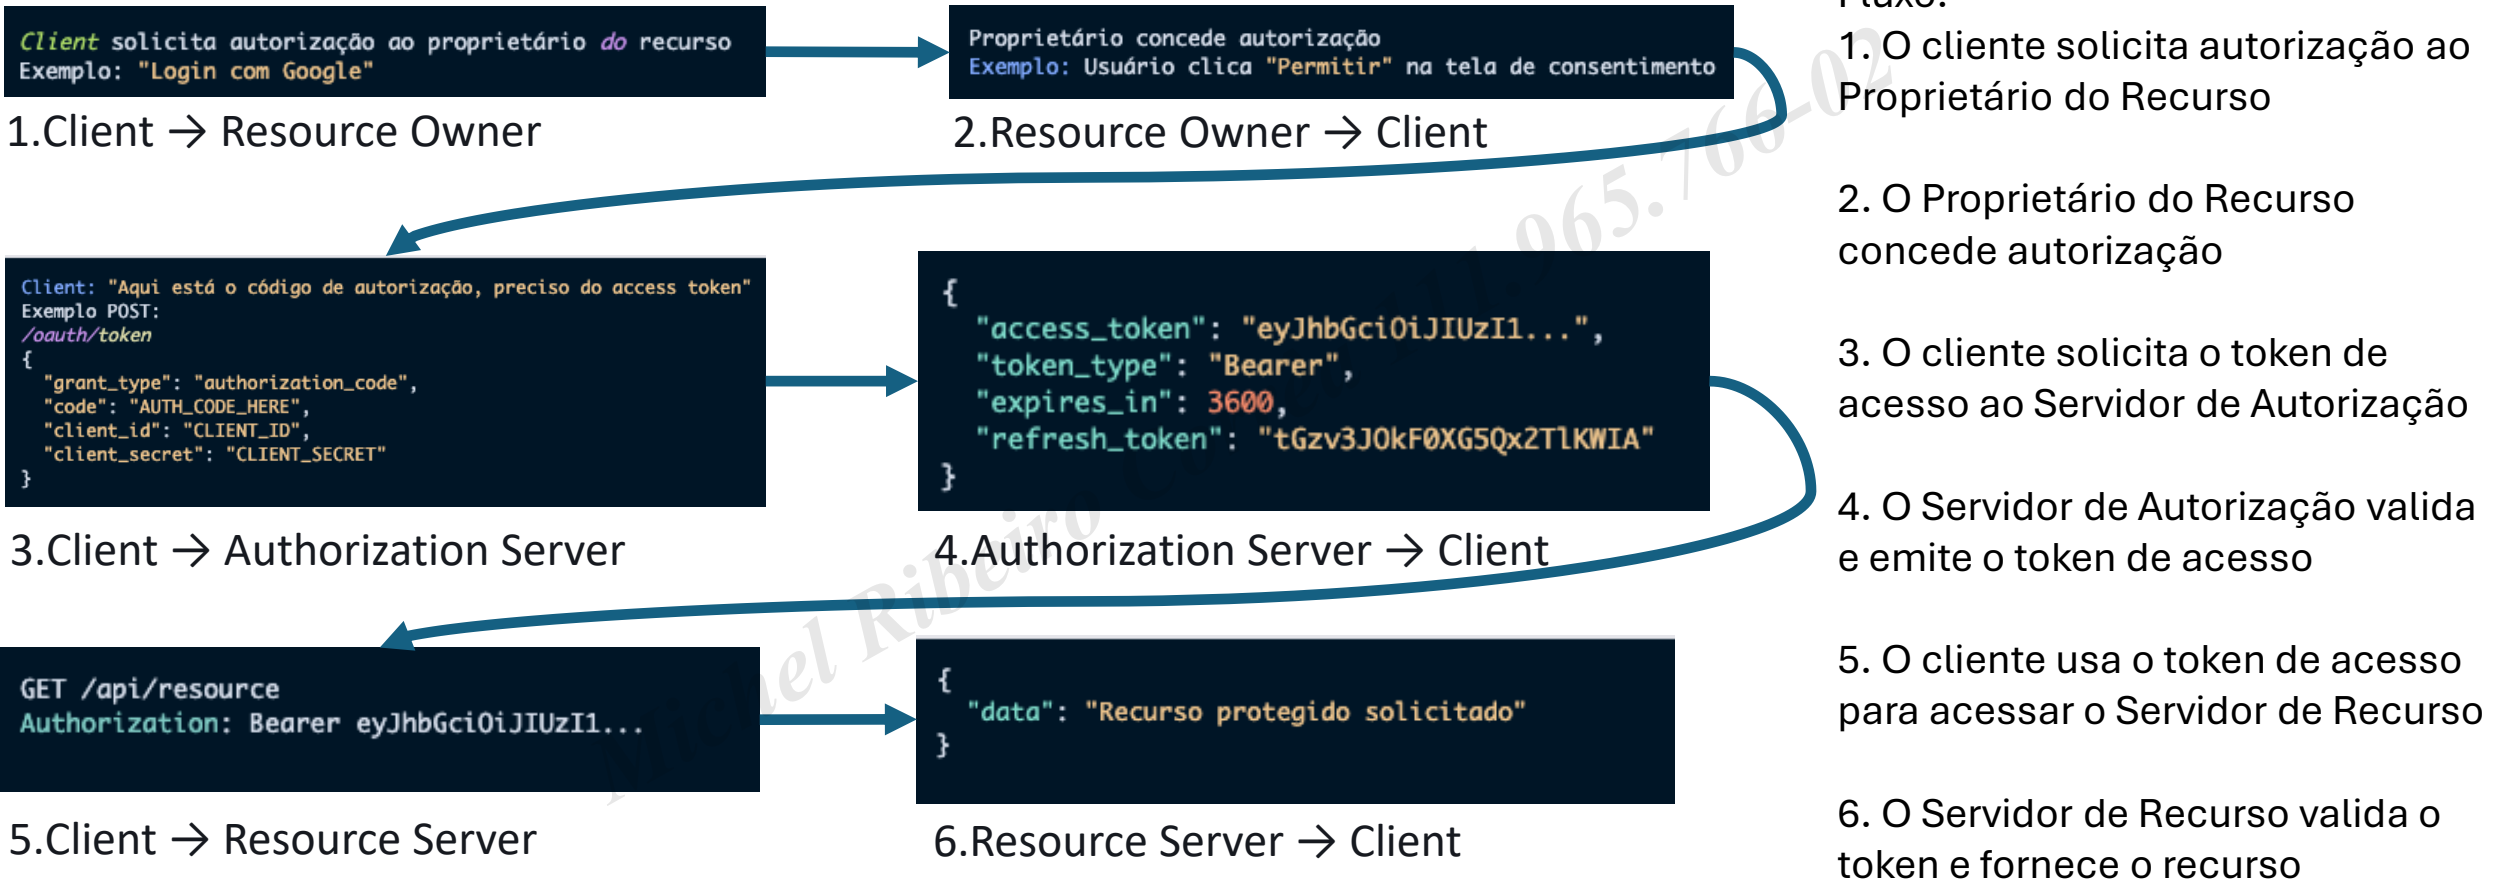 Client solicita autorização ao proprietário do recurso
Exemplo: "Login com Google"
1.Client → Resource Owner
Proprietário concede autorização
Exemplo: Usuário clica "Permitir" na tela de consentimento
2.Resource Owner → Client
Client: "Aqui está o código de autorização, preciso do access token"
Exemplo POST:
/oauth/token
{
"grant_type": "authorization_code",
"code": "AUTH_CODE_HERE",
"client_id": "CLIENT_ID",
"client_secret": "CLIENT_SECRET"
}
3.Client → Authorization Server
{
"access_token": "eyJhbGciOiJIUzI1...",
"token_type": "Bearer",
"expires_in": 3600,
"refresh_token": "tGzv3JOkF0XG5Qx2TlKWIA"
}
4.Authorization Server → Client
GET /api/resource
Authorization: Bearer eyJhbGciOiJIUzI1...
5.Client → Resource Server
{
"data": "Recurso protegido solicitado"
}
6.Resource Server → Client
Fluxo:
1. O cliente solicita autorização ao
Proprietário do Recurso
2. O Proprietário do Recurso
concede autorização
3. O cliente solicita o token de
acesso ao Servidor de Autorização
4. O Servidor de Autorização valida
e emite o token de acesso
5. O cliente usa o token de acesso
para acessar o Servidor de Recurso
6. O Servidor de Recurso valida o
token e fornece o recurso
Michel Ribeiro 965.766-02